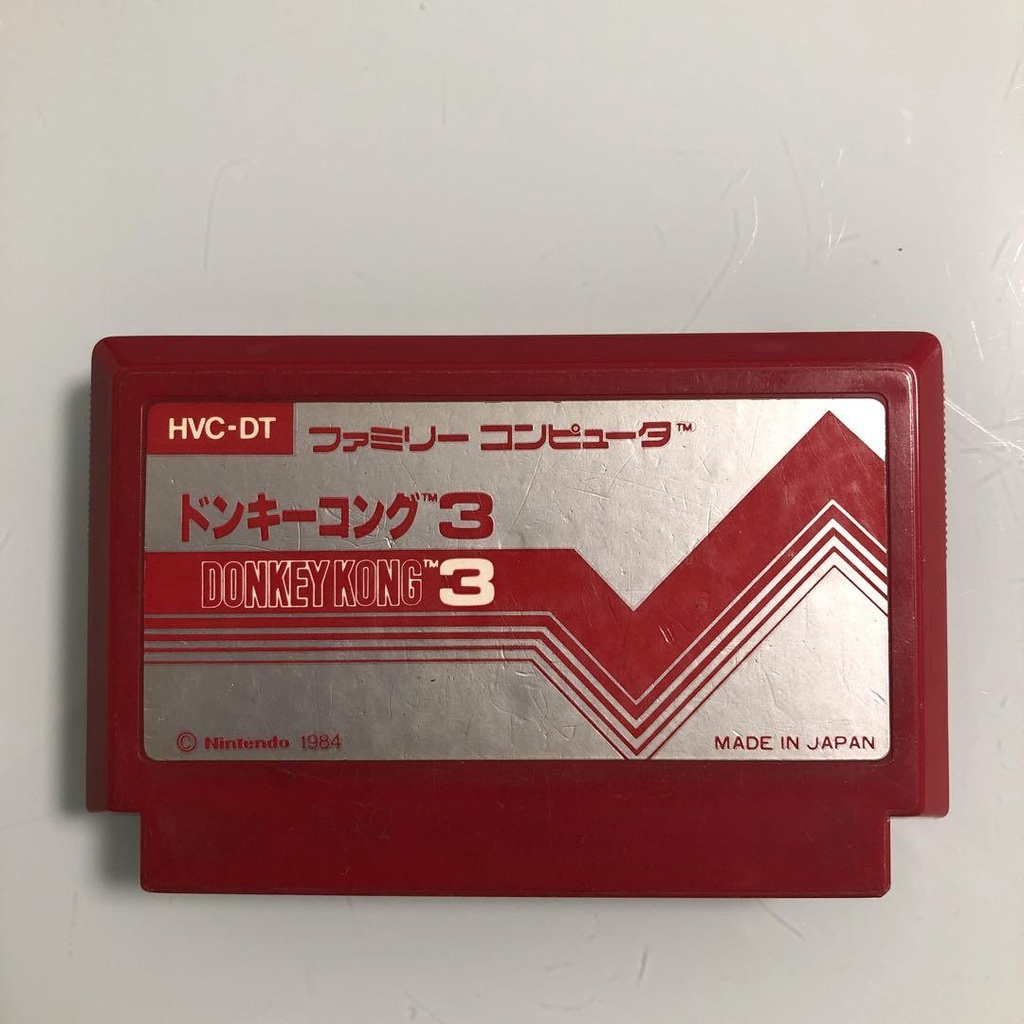 HVC-DT
ファミリー コンピュータ™
ドンキーコング™3
DONKEY KONG™3
© Nintendo 1984
MADE IN JAPAN